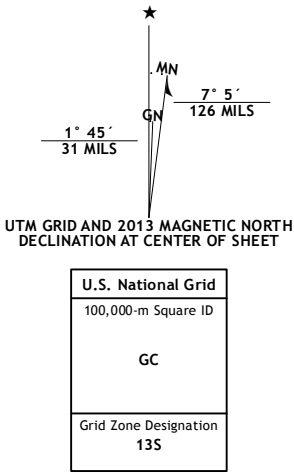 MN
GN
7° 5´
126 MILS
1° 45´
31 MILS
UTM GRID AND 2013 MAGNETIC NORTH
DECLINATION AT CENTER OF SHEET
U.S. National Grid
100,000-m Square ID
GC
Grid Zone Designation
13S